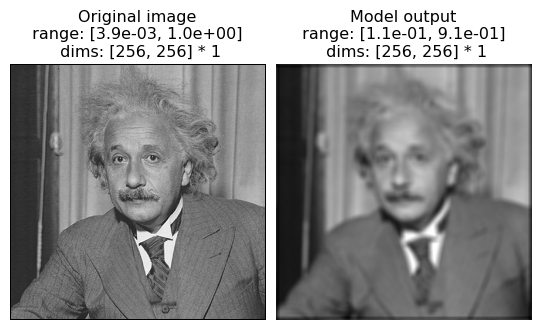 Original image
range: [3.9e-03, 1.0e+00]
dims: [256, 256] * 1
Model output
range: [1.1e-01, 9.1e-01]
dims: [256, 256] * 1